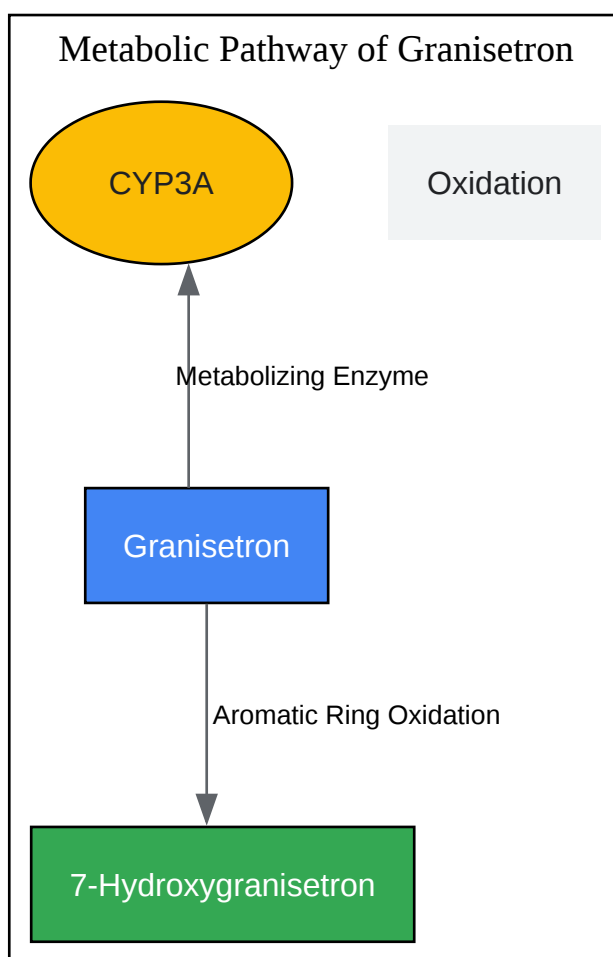 Metabolic Pathway of Granisetron
CYP3A
Oxidation
Metabolizing Enzyme
Granisetron
Aromatic Ring Oxidation
7-Hydroxygranisetron